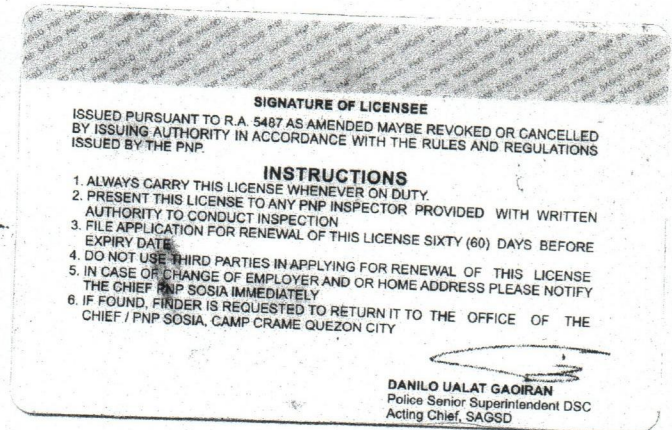 SIGNATURE OF LICENSEE
ISSUED PURSUANT TO R.A. 5487 AS AMENDED MAYBE REVOKED OR CANCELLED
BY ISSUING AUTHORITY IN ACCORDANCE WITH THE RULES AND REGULATIONS
ISSUED BY THE PNP.
INSTRUCTIONS
1. ALWAYS CARRY THIS LICENSE WHENEVER ON DUTY.
2. PRESENT THIS LICENSE TO ANY PNP INSPECTOR PROVIDED WITH WRITTEN
AUTHORITY TO CONDUCT INSPECTION
3. FILE APPLICATION FOR RENEWAL OF THIS LICENSE SIXTY (60) DAYS BEFORE
EXPIRY DATE
4. DO NOT USE THIRD PARTIES IN APPLYING FOR RENEWAL OF THIS LICENSE
5. IN CASE OF CHANGE OF EMPLOYER AND OR HOME ADDRESS PLEASE NOTIFY
THE CHIEF PNP SOSIA IMMEDIATELY
6. IF FOUND, FINDER IS REQUESTED TO RETURN IT TO THE OFFICE OF THE
CHIEF / PNP SOSIA, CAMP CRAME QUEZON CITY
DANILO UALAT GAOIRAN
Police Senior Superintendent DSC
Acting Chief, SAGSD